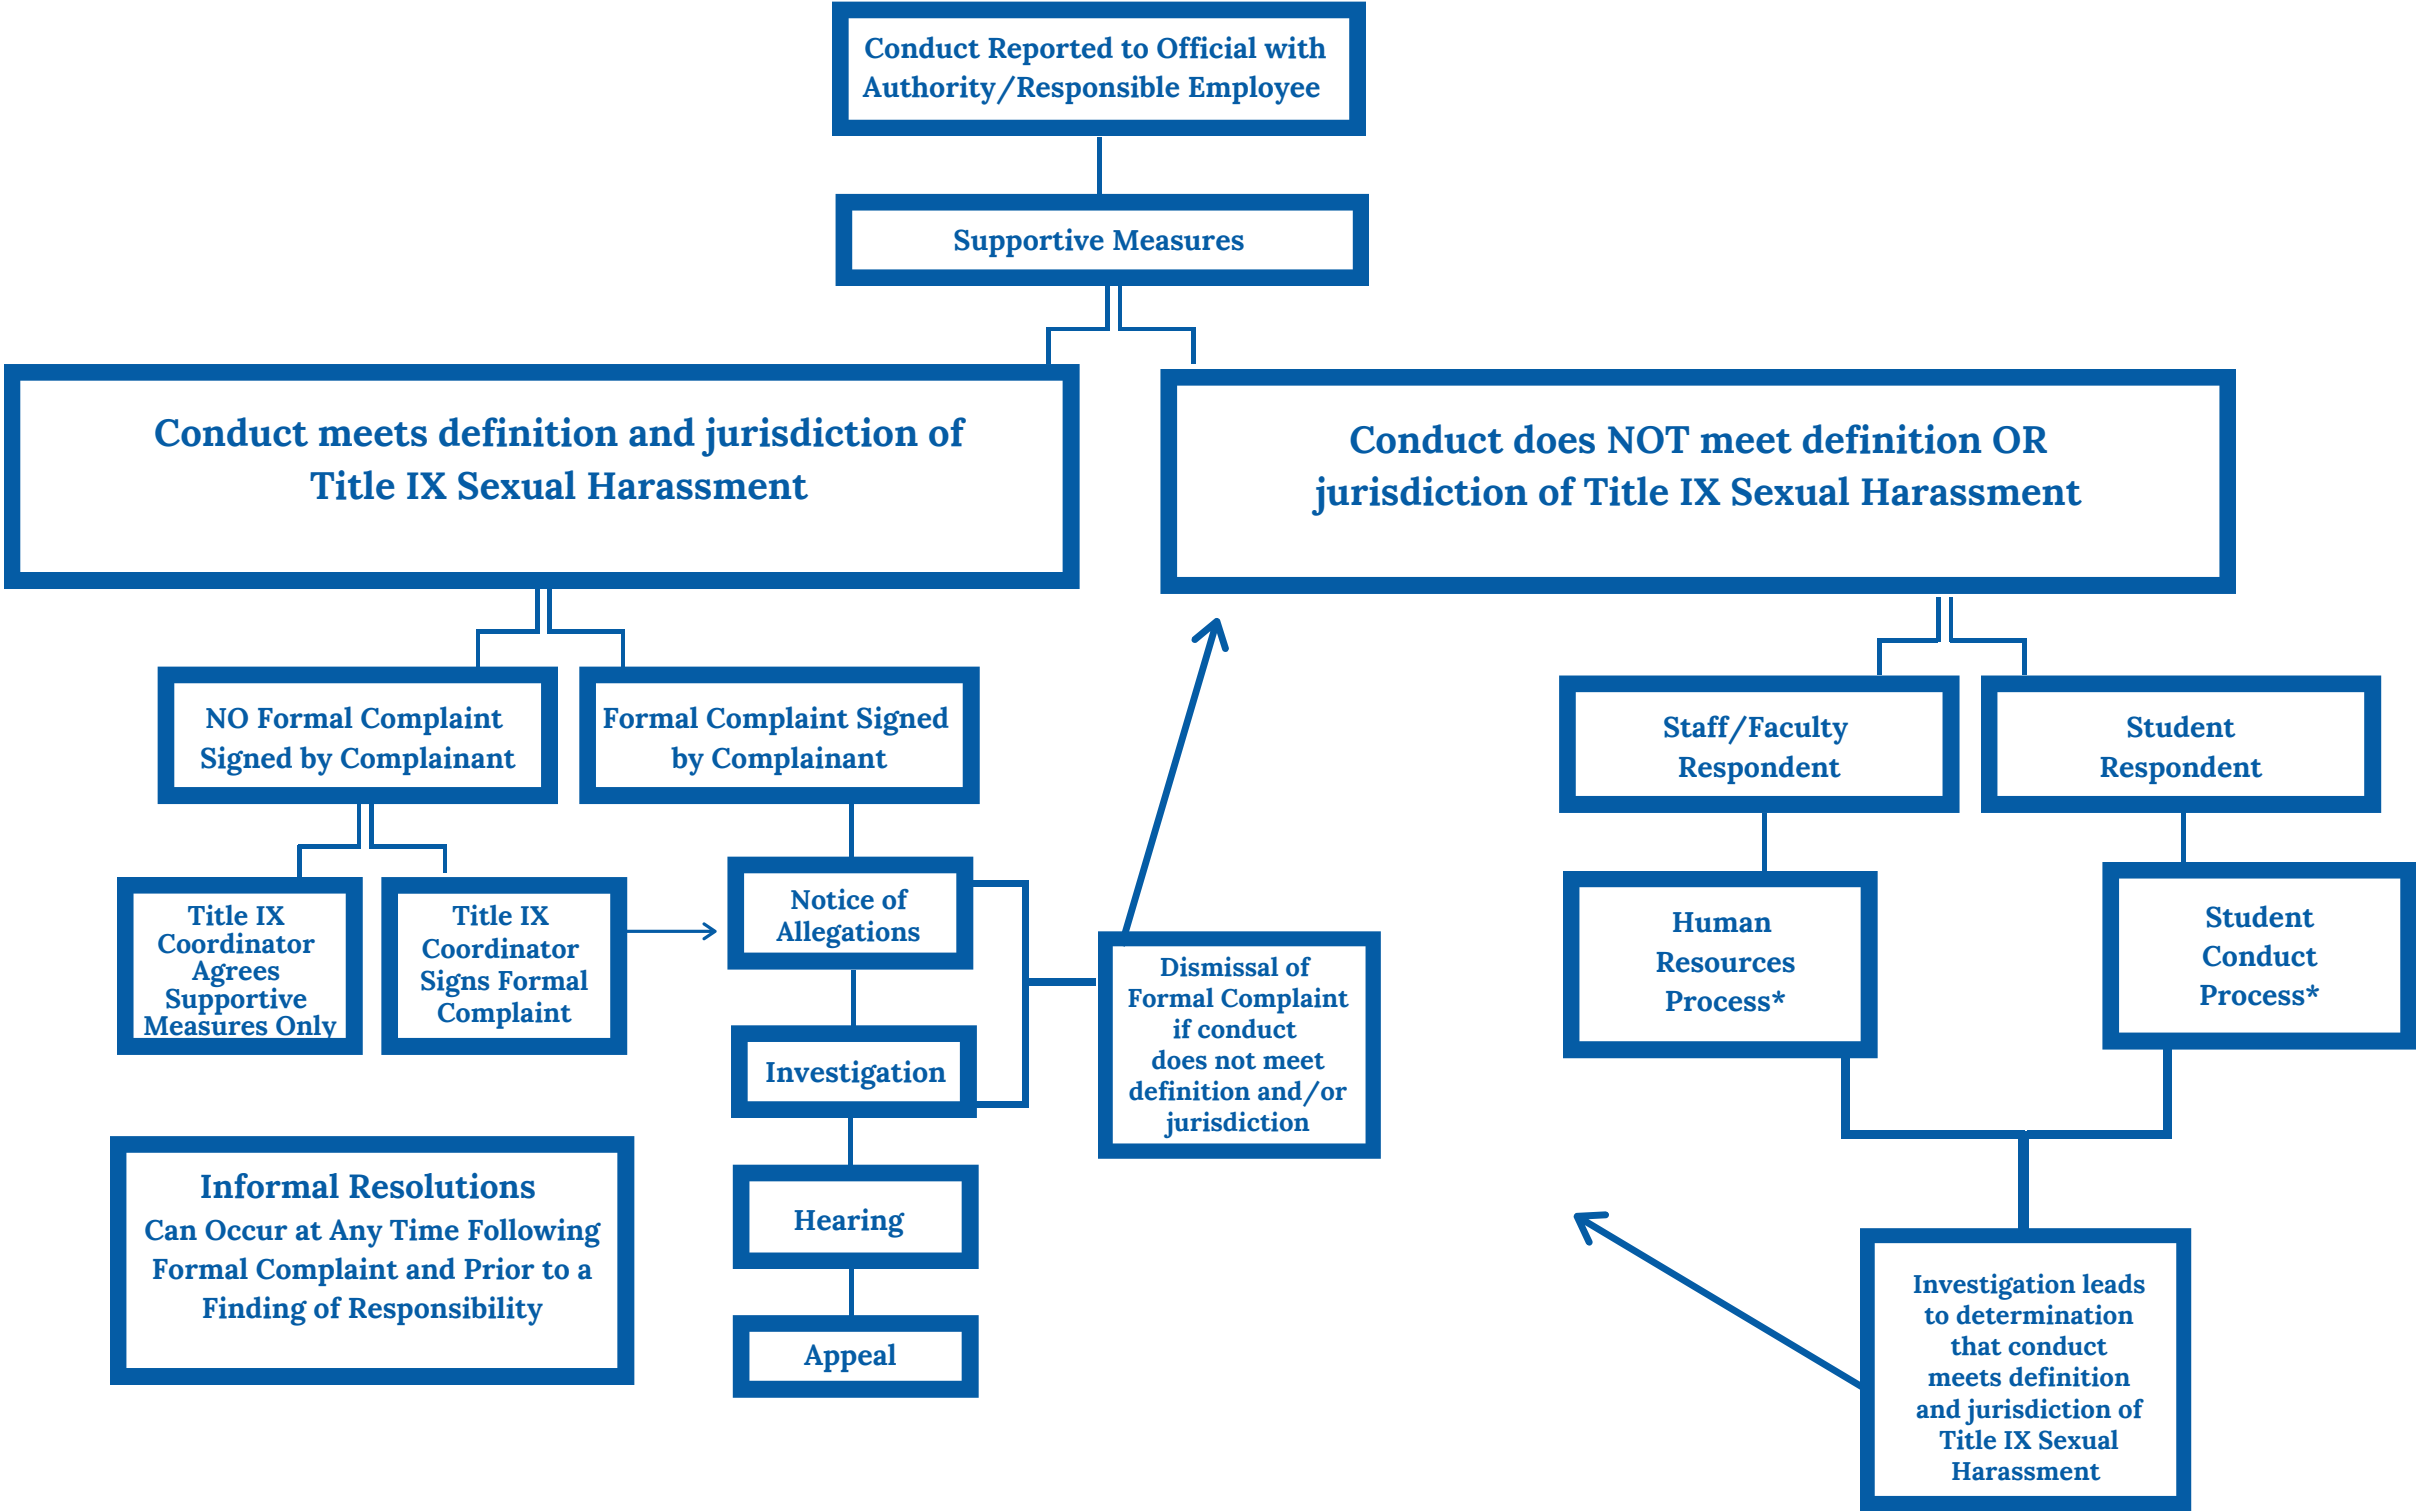 Conduct Reported to Official with
Authority/Responsible Employee
Supportive Measures
Conduct meets definition and jurisdiction of
Title IX Sexual Harassment
Conduct does NOT meet definition OR
jurisdiction of Title IX Sexual Harassment
NO Formal Complaint
Signed by Complainant
Formal Complaint Signed
by Complainant
Staff/Faculty
Respondent
Student
Respondent
Title IX
Coordinator
Agrees
Supportive
Measures Only
Title IX
Coordinator
Signs Formal
Complaint
Notice of
Allegations
Dismissal of
Formal Complaint
if conduct
does not meet
definition and/or
jurisdiction
Human
Resources
Process*
Student
Conduct
Process*
Investigation
Hearing
Appeal
Informal Resolutions
Can Occur at Any Time Following
Formal Complaint and Prior to a
Finding of Responsibility
Investigation leads
to determination
that conduct
meets definition
and jurisdiction of
Title IX Sexual
Harassment